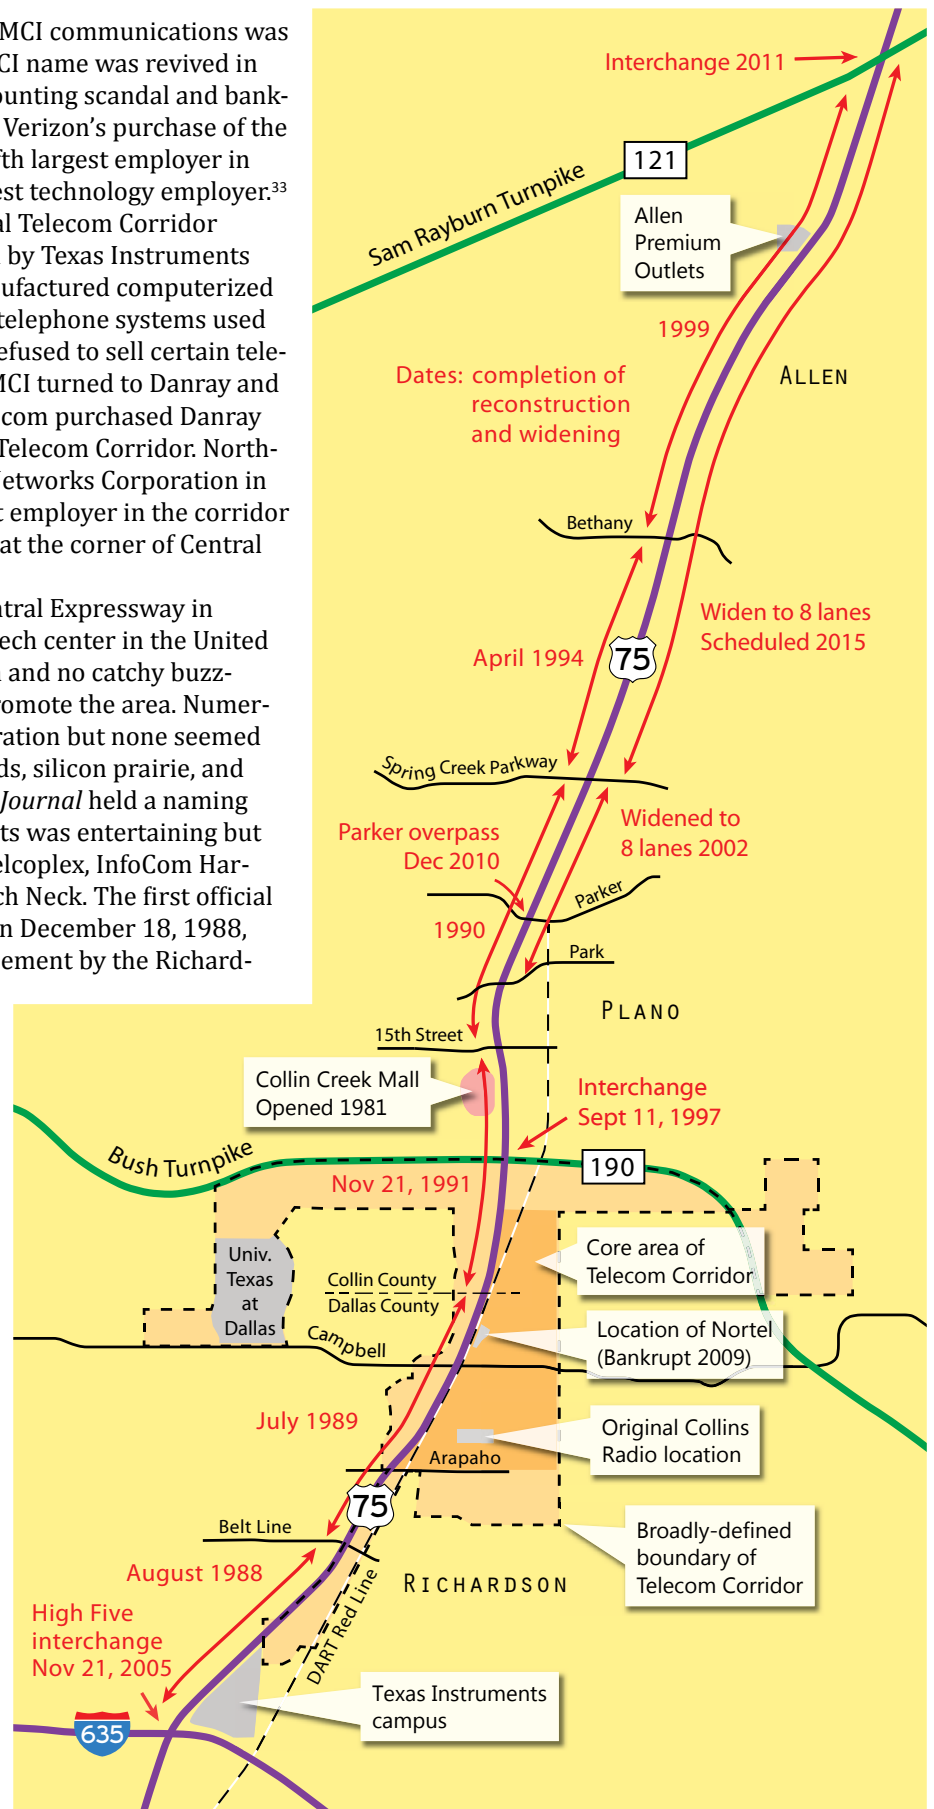 MCI communications was
CI name was revived in
ounting scandal and bank-
Verizon’s purchase of the
fth largest employer in
est technology employer.³³
al Telecom Corridor
by Texas Instruments
nufactured computerized
telephone systems used
efused to sell certain tele-
MCI turned to Danray and
com purchased Danray
Telecom Corridor. North-
Networks Corporation in
t employer in the corridor
at the corner of Central
ntral Expressway in
tech center in the United
and no catchy buzz-
romote the area. Numer-
ration but none seemed
ds, silicon prairie, and
Journal held a naming
ts was entertaining but
elcoplex, InfoCom Har-
ch Neck. The first official
n December 18, 1988,
ement by the Richard-
Interchange 2011
121
Sam Rayburn Turnpike
Allen
Premium
Outlets
1999
Dates: completion of
reconstruction
and widening
ALLEN
Bethany
Widen to 8 lanes
Scheduled 2015
April 1994
75
Spring Creek Parkway
Parker overpass
Dec 2010
Widened to
8 lanes 2002
Parker
1990
Park
PLANO
15th Street
Collin Creek Mall
Opened 1981
Interchange
Sept 11, 1997
Bush Turnpike
190
Nov 21, 1991
Univ.
Texas
at
Dallas
Core area of
Telecom Corridor
Collin County
Dallas County
Campbell
Location of Nortel
(Bankrupt 2009)
July 1989
Original Collins
Radio location
Arapaho
75
Belt Line
Broadly-defined
boundary of
Telecom Corridor
August 1988
RICHARDSON
DART Red Line
High Five
interchange
Nov 21, 2005
Texas Instruments
campus
635